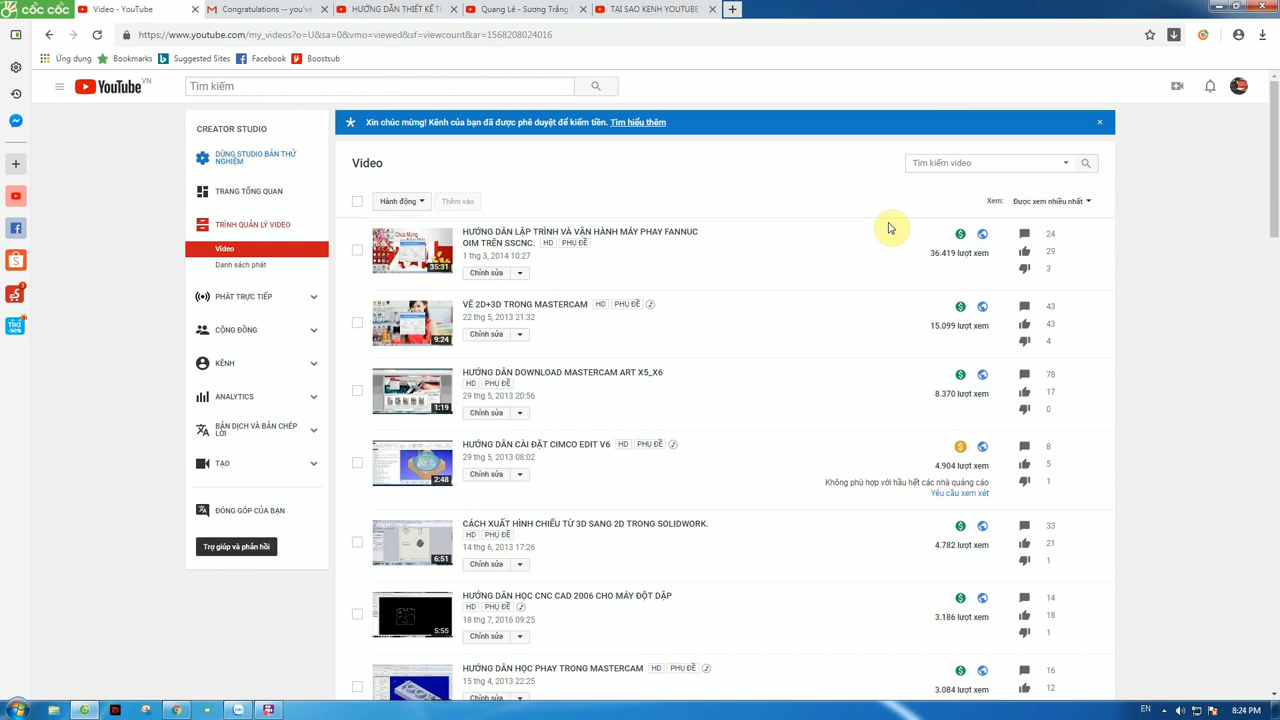 cốc cốc
Video - YouTube
Congratulations -- you've
HƯỚNG DẪN THIẾT KẾ T
Quang Lê - Sương Trắng
TẠI SAO KENH YOUTUBE
https://www.youtube.com/my_videos?o=U&sa=0&vmo=viewed&sf=viewcount&ar=1568208024016
Ứng dụng
Bookmarks
Suggested Sites
Facebook
Boostsub
YouTube VN
Tìm kiếm
CREATOR STUDIO
DÙNG STUDIO BẢN THỬ
NGHIỆM
TRANG TỔNG QUAN
TRÌNH QUẢN LÝ VIDEO
Video
Danh sách phát
PHÁT TRỰC TIẾP
CỘNG ĐỒNG
KÊNH
ANALYTICS
BẢN DỊCH VÀ BẢN CHÉP
LỜI
TẠO
ĐÓNG GÓP CỦA BẠN
Trợ giúp và phản hồi
Xin chúc mừng! Kênh của bạn đã được phê duyệt để kiếm tiền. Tìm hiểu thêm
Video
Tìm kiếm video
Hành động
Thêm vào
Xem:
Được xem nhiều nhất
35:31
HƯỚNG DẪN LẬP TRÌNH VÀ VẬN HÀNH MÁY PHAY FANNUC
OIM TRÊN SSCNC. HD PHỤ ĐỀ
1 thg 3, 2014 10:27
Chỉnh sửa
36.419 lượt xem
24
29
3
9:24
VẼ 2D+3D TRONG MASTERCAM HD PHỤ ĐỀ
22 thg 5, 2013 21:32
Chỉnh sửa
15.099 lượt xem
43
43
4
1:19
HƯỚNG DẪN DOWNLOAD MASTERCAM ART X5_X6
HD PHỤ ĐỀ
29 thg 5, 2013 20:56
Chỉnh sửa
8.370 lượt xem
78
17
0
2:48
HƯỚNG DẪN CÀI ĐẶT CIMCO EDIT V6 HD PHỤ ĐỀ
29 thg 5, 2013 08:02
Chỉnh sửa
4.904 lượt xem
Không phù hợp với hầu hết các nhà quảng cáo
Yêu cầu xem xét
8
5
1
6:51
CÁCH XUẤT HÌNH CHIẾU TỪ 3D SANG 2D TRONG SOLIDWORK.
HD PHỤ ĐỀ
14 thg 6, 2013 17:26
Chỉnh sửa
4.782 lượt xem
33
21
1
5:55
HƯỚNG DẪN HỌC CNC CAD 2006 CHO MÁY ĐỘT DẬP
HD PHỤ ĐỀ
18 thg 7, 2016 09:25
Chỉnh sửa
3.186 lượt xem
14
18
1
HƯỚNG DẪN HỌC PHAY TRONG MASTERCAM HD PHỤ ĐỀ
15 thg 4, 2013 22:25
Chỉnh sửa
3.084 lượt xem
16
12
EN
8:24 PM